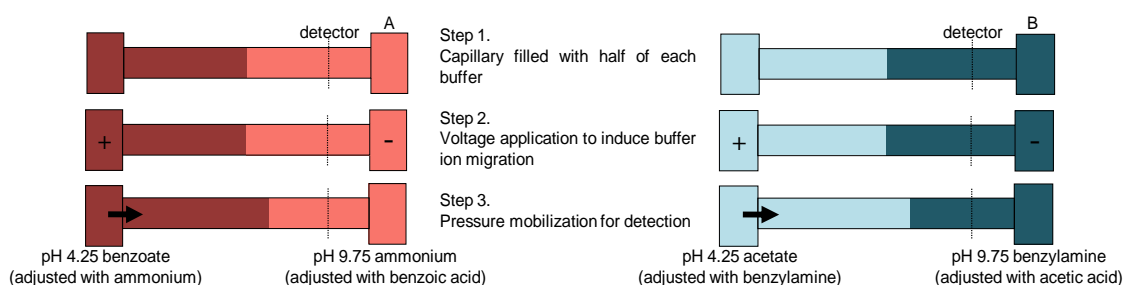 A
detector
+
-
pH 4.25 benzoate
(adjusted with ammonium)
pH 9.75 ammonium
(adjusted with benzoic acid)
Step 1.
Capillary filled with half of each
buffer
Step 2.
Voltage application to induce buffer
ion migration
Step 3.
Pressure mobilization for detection
B
detector
+
-
pH 4.25 acetate
(adjusted with benzylamine)
pH 9.75 benzylamine
(adjusted with acetic acid)